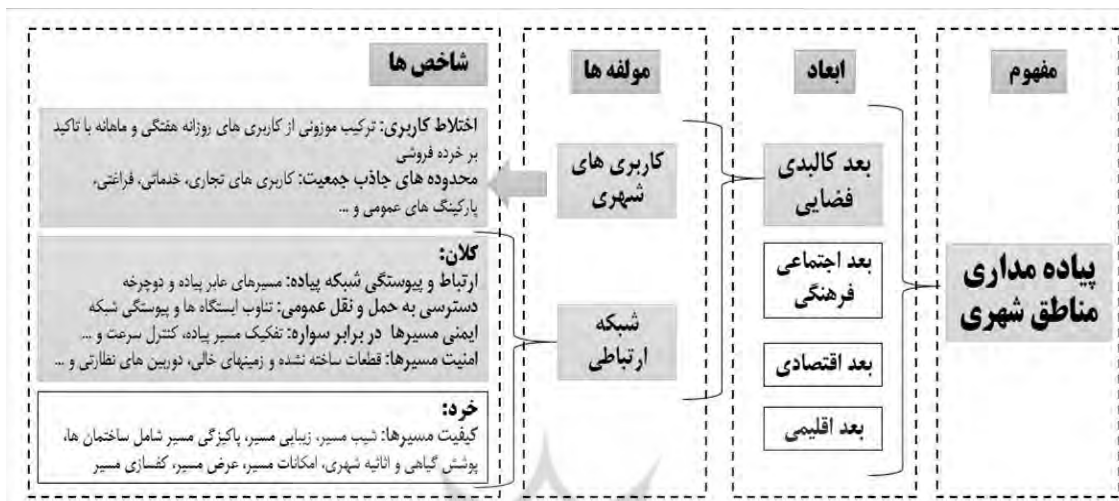 مفهوم
پیاده مداری
مناطق شهری
ابعاد
بعد کالبدی
فضایی
بعد اجتماعی
فرهنگی
بعد اقتصادی
بعد اقلیمی
مولفه ها
کاربری های
شهری
شبکه
ارتباطی
شاخص ها
اختلاط کاربری: ترکیب موزونی از کاربری های روزانه هفتگی و ماهانه با تاکید
بر خرده فروشی
محدوده های جاذب جمعیت: کاربری های تجاری، خدماتی، فراغتی،
پارکینگ های عمومی و ...
کلان:
ارتباط و پیوستگی شبکه پیاده: مسیرهای عابر پیاده و دوچرخه
دسترسی به حمل و نقل عمومی: تناوب ایستگاه ها و پیوستگی شبکه
ایمنی مسیرها در برابر سواره: تفکیک مسیر پیاده، کنترل سرعت و ...
امنیت مسیرها: قطعات ساخته نشده و زمینهای خالی، دوربین های نظارتی و ...
خرد:
کیفیت مسیرها: شیب مسیر، زیبایی مسیر، پاکیزگی مسیر شامل ساختمان ها،
پوشش گیاهی و اثاثیه شهری، امکانات مسیر، عرض مسیر، کفسازی مسیر